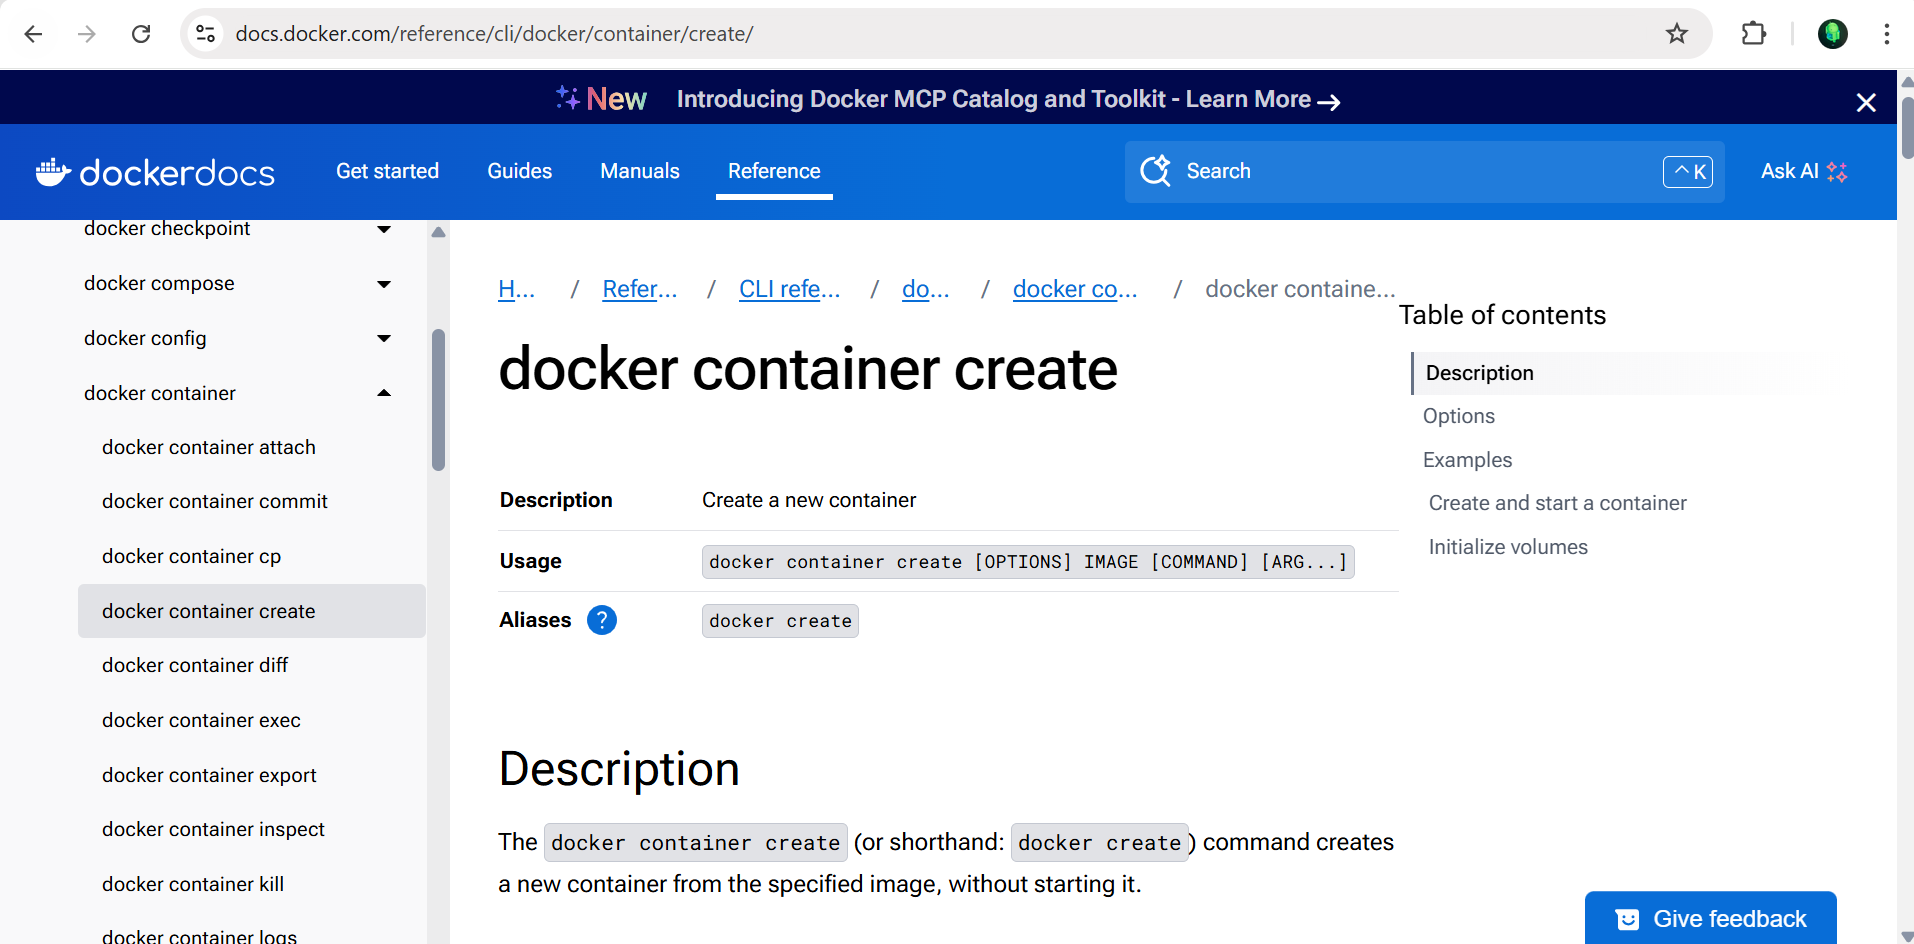 docs.docker.com/reference/cli/docker/container/create/
New Introducing Docker MCP Catalog and Toolkit - Learn More →
dockerdocs
Get started
Guides
Manuals
Reference
Search
^ K
Ask AI
docker checkpoint
docker compose
docker config
docker container
docker container attach
docker container commit
docker container cp
docker container create
docker container diff
docker container exec
docker container export
docker container inspect
docker container kill
docker container logs
H... / Refer... / CLI refe... / do... / docker co... / docker containe...
docker container create
Description Create a new container
Usage docker container create [OPTIONS] IMAGE [COMMAND] [ARG...]
Aliases ? docker create
Description
The docker container create (or shorthand: docker create) command creates
a new container from the specified image, without starting it.
Table of contents
Description
Options
Examples
Create and start a container
Initialize volumes
Give feedback